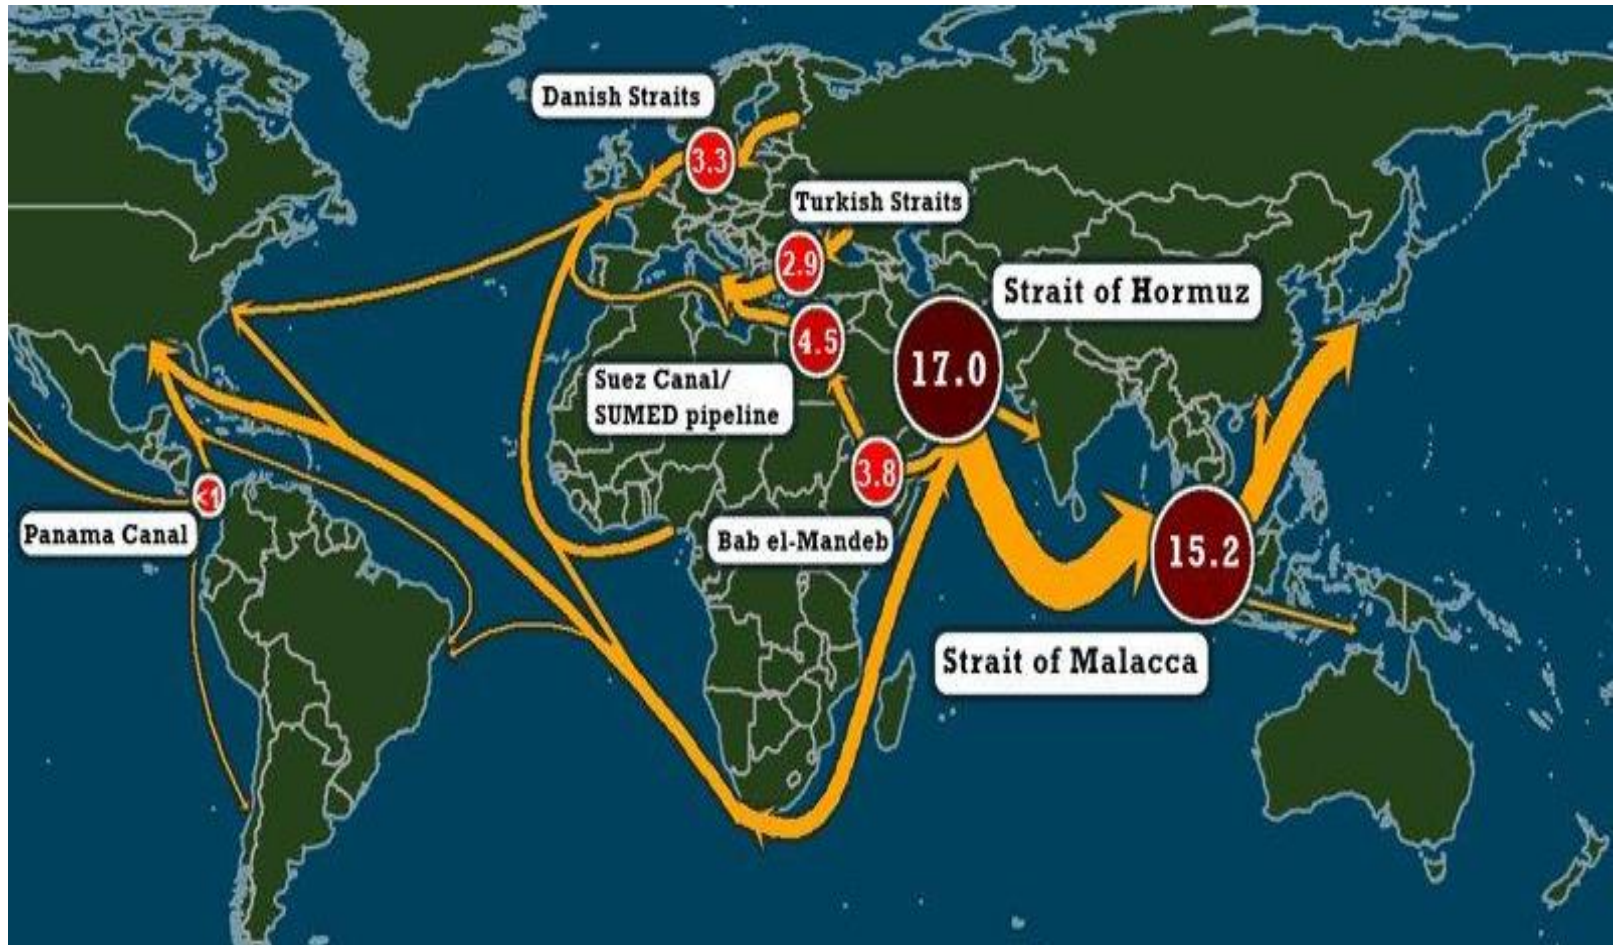 Danish Straits
3.3
Turkish Straits
2.9
Strait of Hormuz
17.0
4.5
Suez Canal/
SUMED pipeline
3.8
<1
Panama Canal
Bab el-Mandeb
15.2
Strait of Malacca